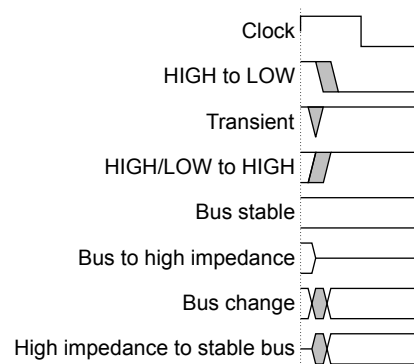 Clock
HIGH to LOW
Transient
HIGH/LOW to HIGH
Bus stable
Bus to high impedance
Bus change
High impedance to stable bus